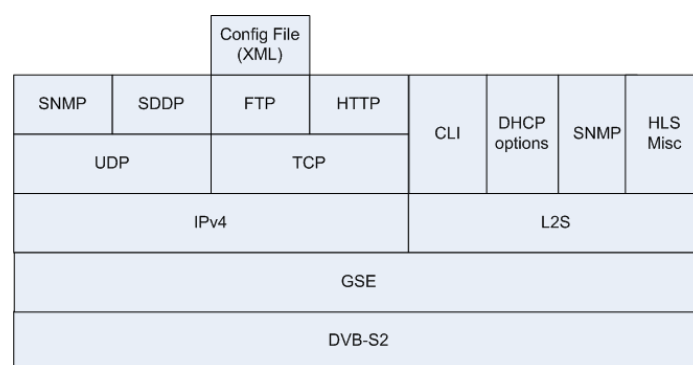 Config File
(XML)
SNMP
SDDP
FTP
HTTP
CLI
DHCP
options
SNMP
HLS
Misc
UDP
TCP
IPv4
L2S
GSE
DVB-S2